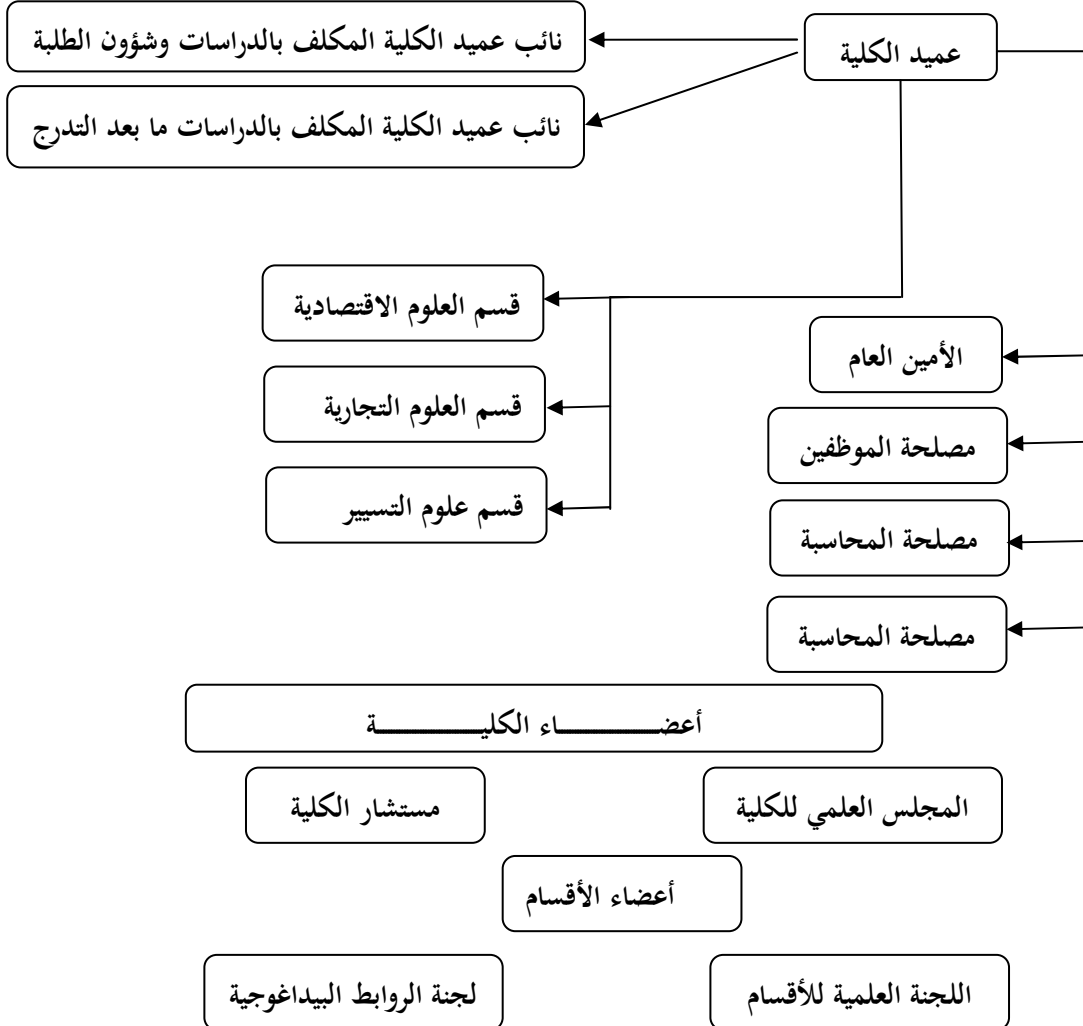 عميد الكلية
نائب عميد الكلية المكلف بالدراسات وشؤون الطلبة
نائب عميد الكلية المكلف بالدراسات ما بعد التدرج
قسم العلوم الاقتصادية
قسم العلوم التجارية
قسم علوم التسيير
الأمين العام
مصلحة الموظفين
مصلحة المحاسبة
مصلحة المحاسبة
أعضـــــــــــاء الكليـــــــــــة
المجلس العلمي للكلية
مستشار الكلية
أعضاء الأقسام
اللجنة العلمية للأقسام
لجنة الروابط البيداغوجية